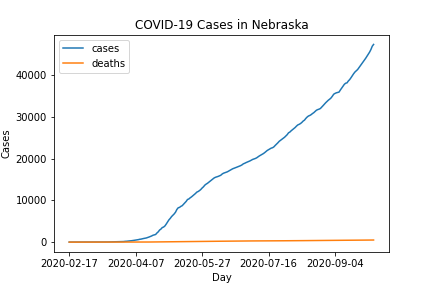 COVID-19 Cases in Nebraska
cases
deaths
40000
30000
20000
10000
0
Cases
2020-02-17 2020-04-07 2020-05-27 2020-07-16 2020-09-04
Day